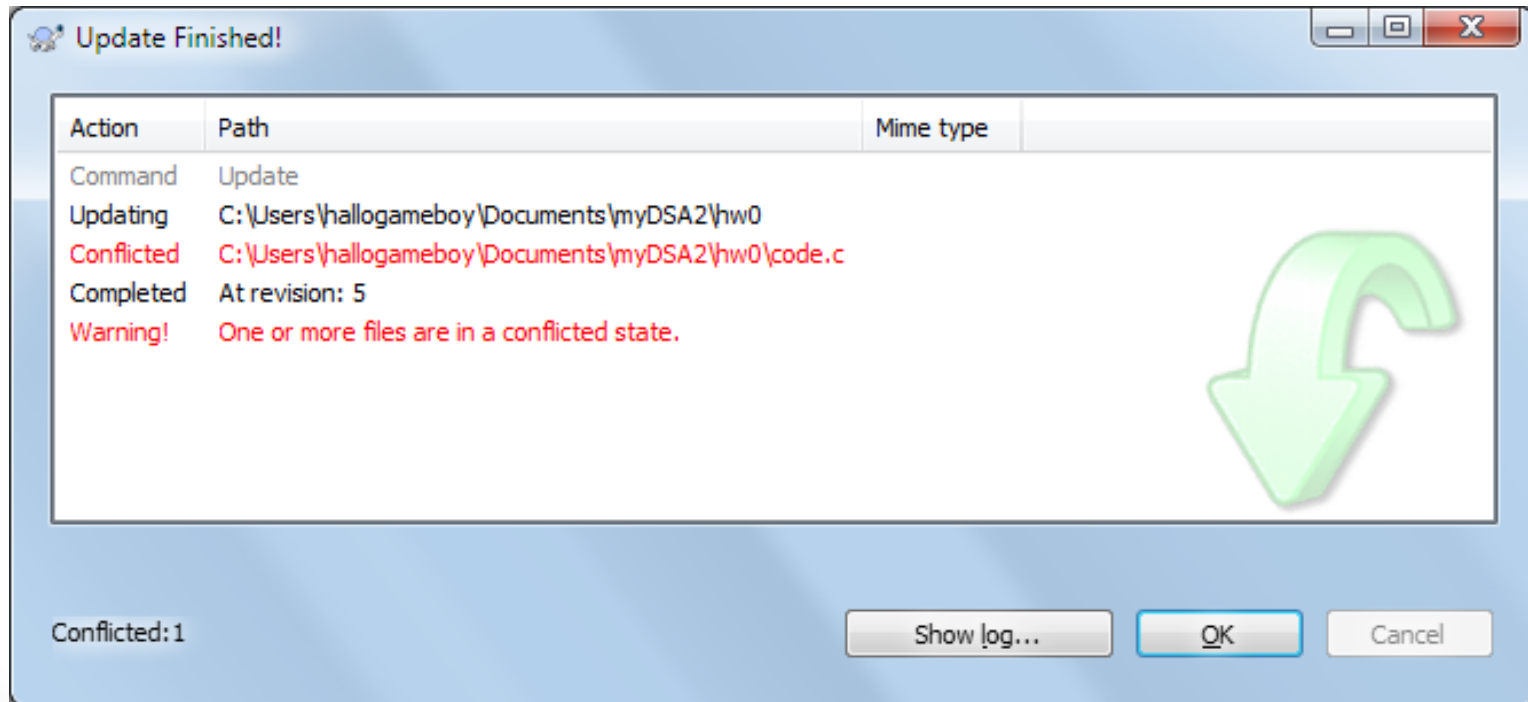 Update Finished!
Action Path Mime type
Command Update
Updating C:\Users\hallogameboy\Documents\myDSA2\hw0
Conflicted C:\Users\hallogameboy\Documents\myDSA2\hw0\code.c
Completed At revision: 5
Warning! One or more files are in a conflicted state.
Conflicted:1
Show log... OK Cancel